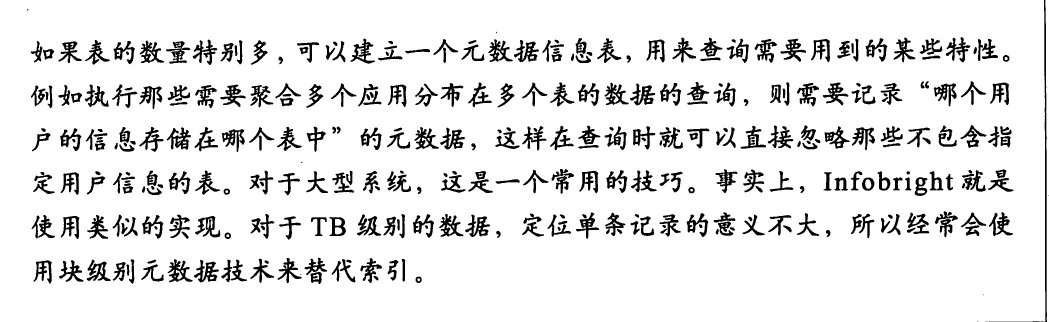 如果表的数量特别多，可以建立一个元数据信息表，用来查询需要用到的某些特性。
例如执行那些需要聚合多个应用分布在多个表的数据的查询，则需要记录“哪个用
户的信息存储在哪个表中”的元数据，这样在查询时就可以直接忽略那些不包含指
定用户信息的表。对于大型系统，这是一个常用的技巧。事实上，Infobright 就是
使用类似的实现。对于 TB 级别的数据，定位单条记录的意义不大，所以经常会使
用块级别元数据技术来替代索引。